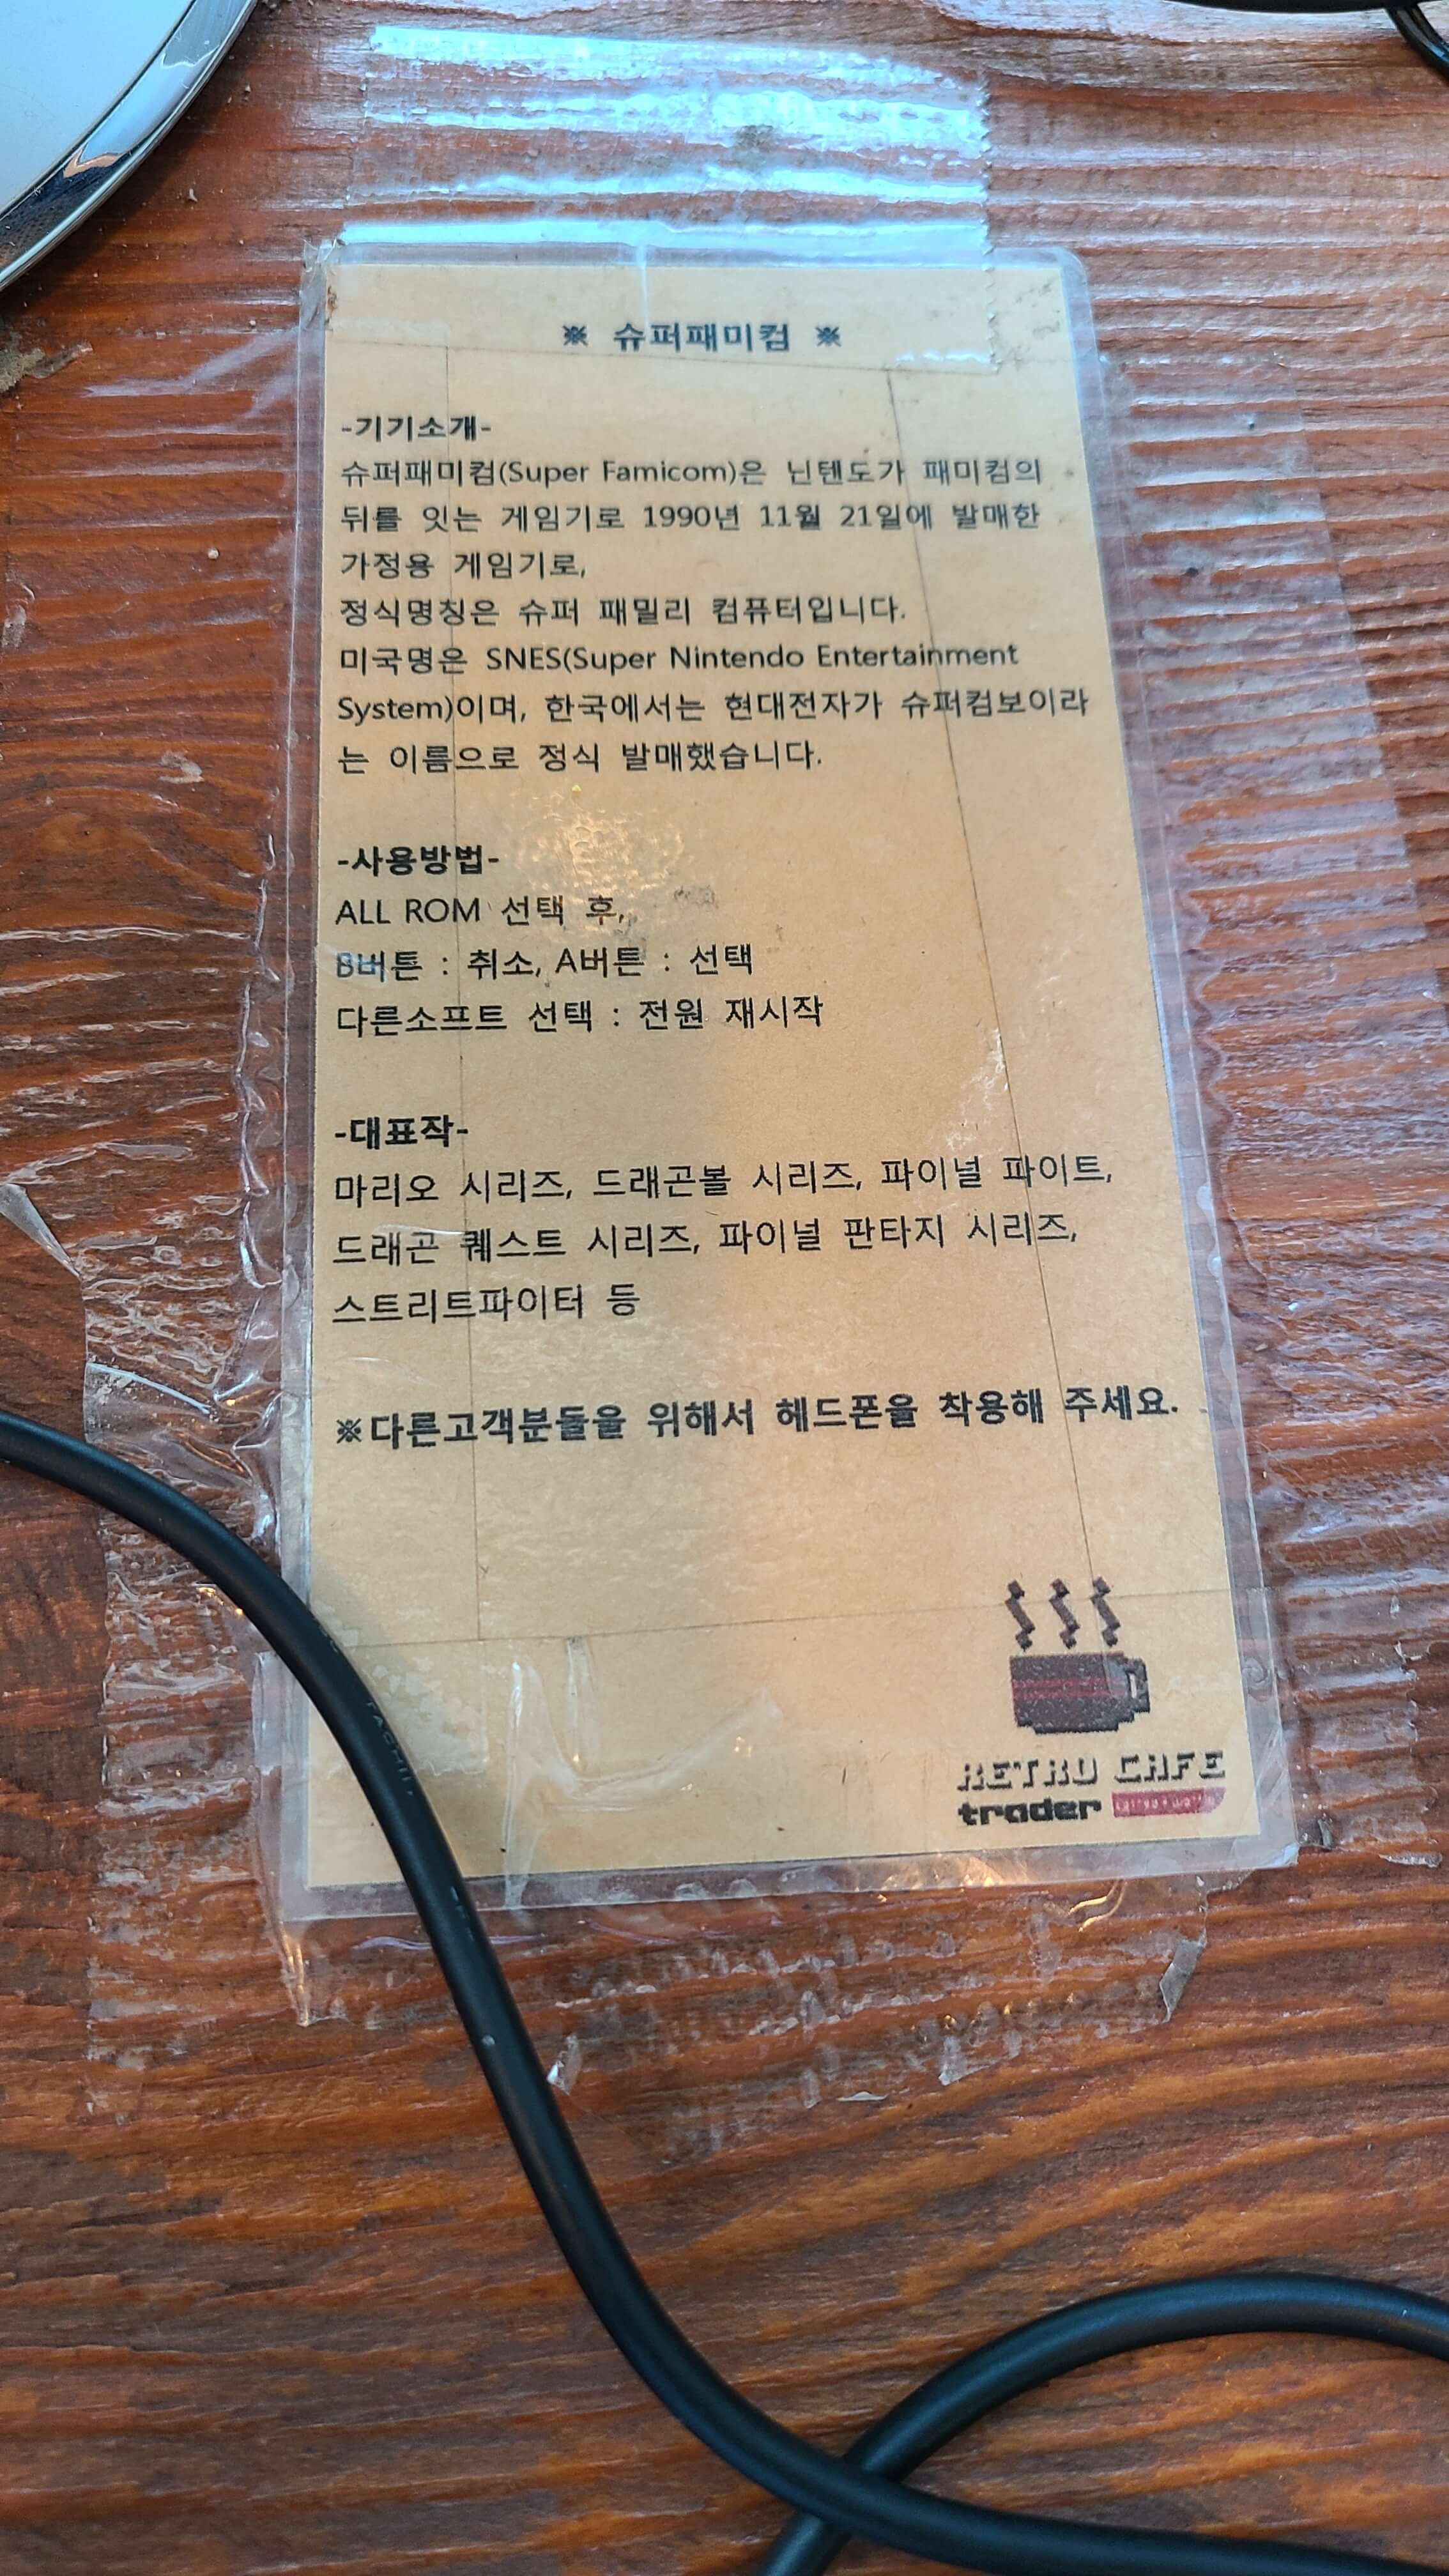 ※ 슈퍼패미컴 ※
-기기소개-
슈퍼패미컴(Super Famicom)은 닌텐도가 패미컴의
뒤를 잇는 게임기로 1990년 11월 21일에 발매한
가정용 게임기로,
정식명칭은 슈퍼 패밀리 컴퓨터입니다.
미국명은 SNES(Super Nintendo Entertainment
System)이며, 한국에서는 현대전자가 슈퍼컴보이라
는 이름으로 정식 발매했습니다.
-사용방법-
ALL ROM 선택 후,
B버튼 : 취소, A버튼 : 선택
다른소프트 선택 : 전원 재시작
-대표작-
마리오 시리즈, 드래곤볼 시리즈, 파이널 파이트,
드래곤 퀘스트 시리즈, 파이널 판타지 시리즈,
스트리트파이터 등
※다른고객분들을 위해서 헤드폰을 착용해 주세요.
RETRO CAFE
trader